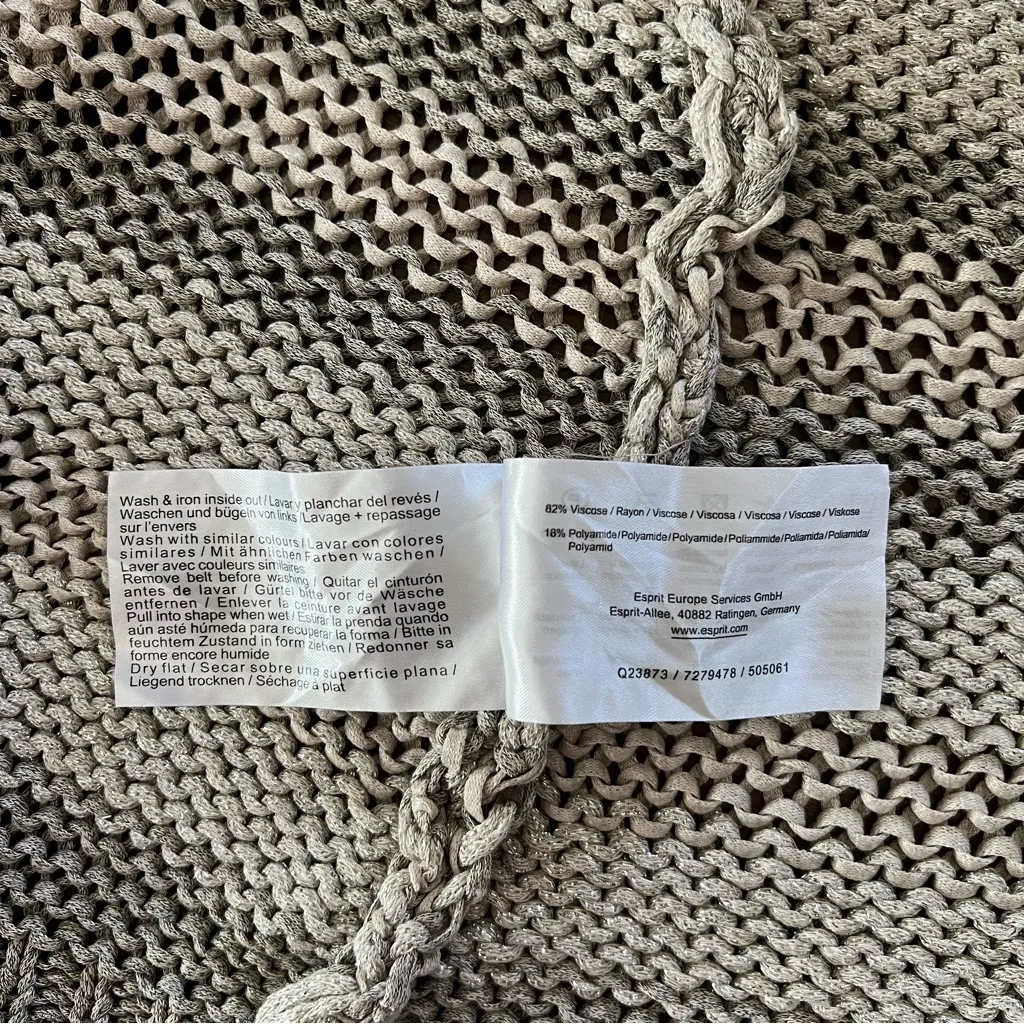 Wash & iron inside out / Lavar y planchar del revés /
Waschen und bügeln von links / Lavage + repassage
sur l'envers
Wash with similar colours / Lavar con colores
similares / Mit ähnlichen Farben waschen /
Laver avec couleurs similaires
Remove belt before washing / Quitar el cinturón
antes de lavar / Gürtel bitte vor de Wäsche
entfernen / Enlever la ceinture avant lavage
Pull into shape when wet / Estirar la prenda quando
aún asté húmeda para recuperar la forma / Bitte in
feuchtem Zustand in form ziehen / Redonner sa
forme encore humide
Dry flat / Secar sobre una superficie plana /
Liegend trocknen / Séchage à plat
82% Viscose / Rayon / Viscose / Viscosa / Viscosa / Viscose / Viskose
18% Polyamide/Polyamide/Polyamide/Poliammide/Poliamida/Poliamida/
Polyamid
Esprit Europe Services GmbH
Esprit-Allee, 40882 Ratingen, Germany
www.esprit.com
Q23873 / 7279478 / 505061